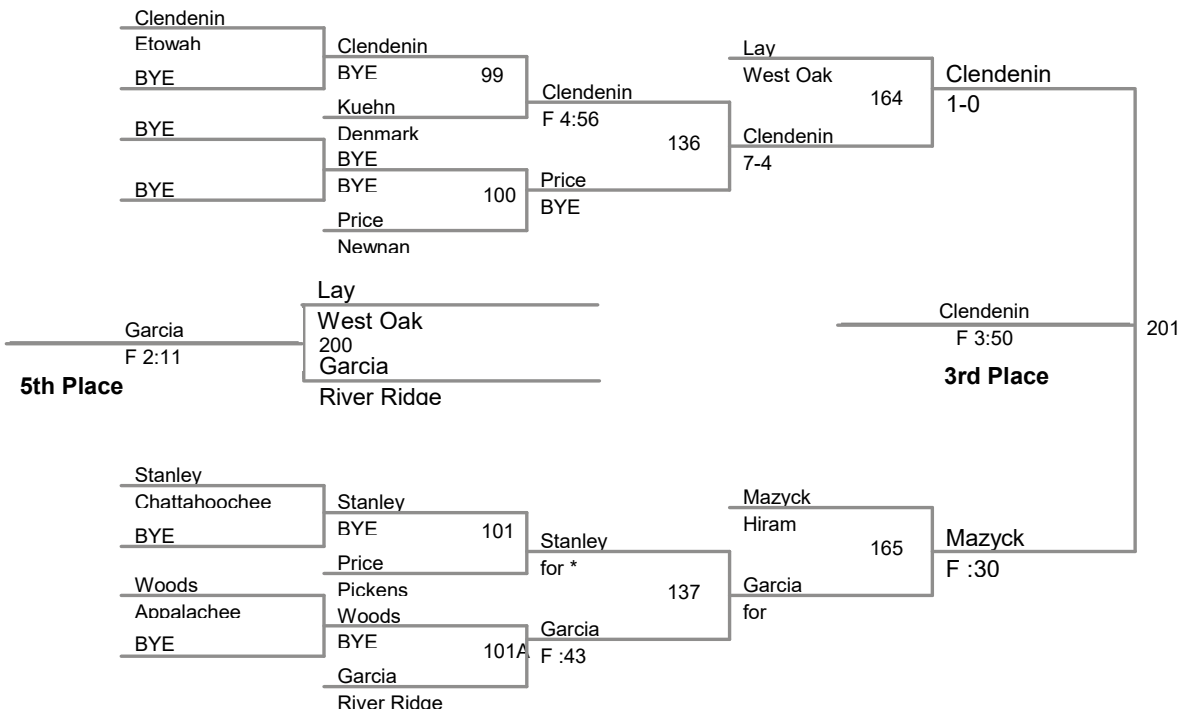 Clendenin
Etowah
BYE
BYE
BYE
Clendenin
BYE
99
Kuehn
Denmark
BYE
BYE
100
Price
Newnan
Clendenin
F 4:56
136
Price
BYE
Lay
West Oak
164
Clendenin
7-4
Clendenin
1-0
Lay
West Oak
200
Garcia
River Ridge
Garcia
F 2:11
5th Place
Clendenin
F 3:50
3rd Place
201
Stanley
Chattahoochee
BYE
Woods
Appalachee
BYE
Stanley
BYE
101
Price
Pickens
Woods
BYE
101A
Garcia
River Ridge
Stanley
for *
137
Garcia
F :43
Mazyck
Hiram
165
Garcia
for
Mazyck
F :30